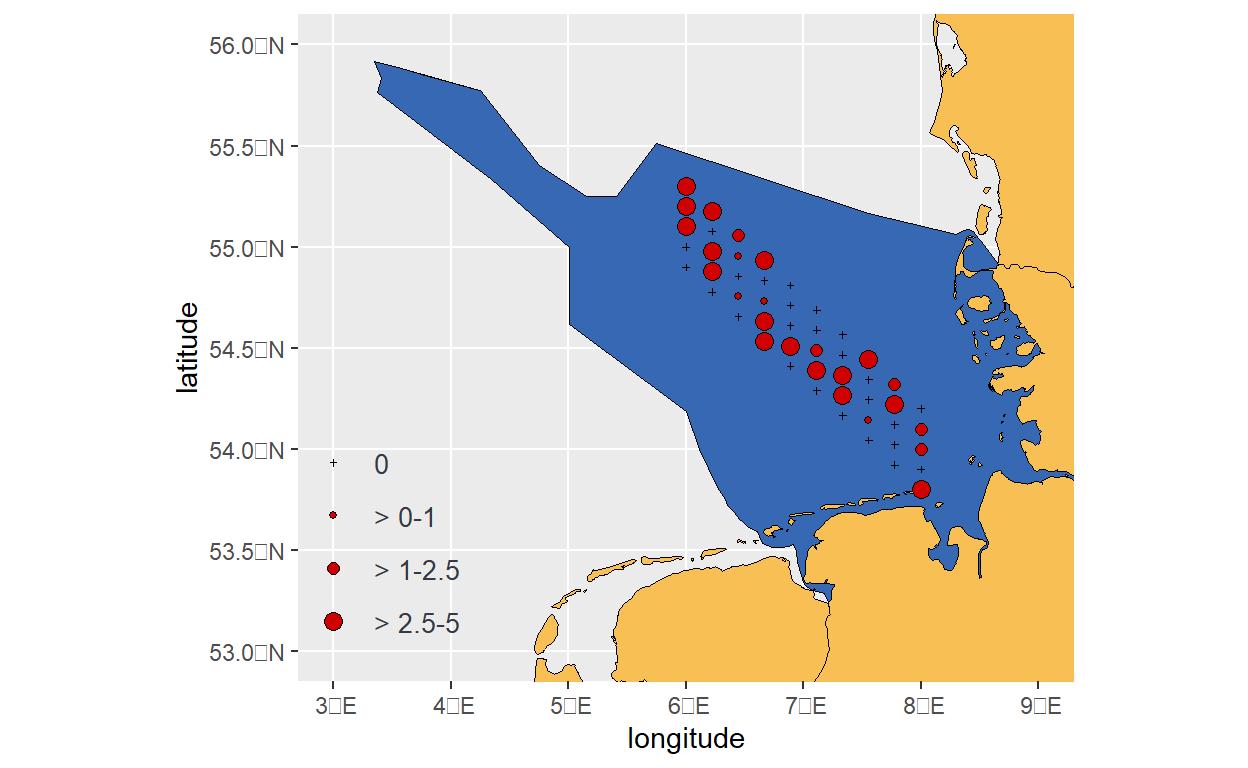 56.0▯N
55.5▯N
55.0▯N
54.5▯N
54.0▯N
53.5▯N
53.0▯N
latitude
0
> 0-1
> 1-2.5
> 2.5-5
3▯E 4▯E 5▯E 6▯E 7▯E 8▯E 9▯E
longitude